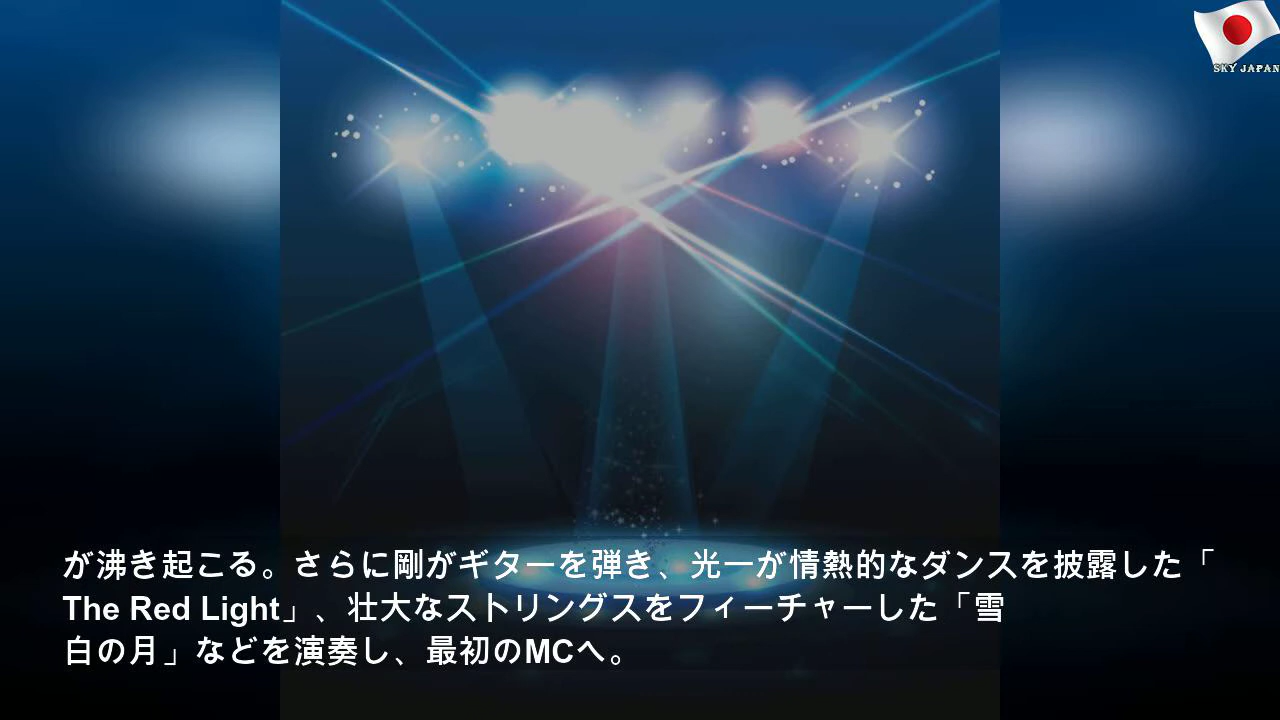 SKY JAPAN
が沸き起こる。さらに剛がギターを弾き、光一が情熱的なダンスを披露した「
The Red Light」、壮大なストリングスをフィーチャーした「雪
白の月」などを演奏し、最初のMCへ。